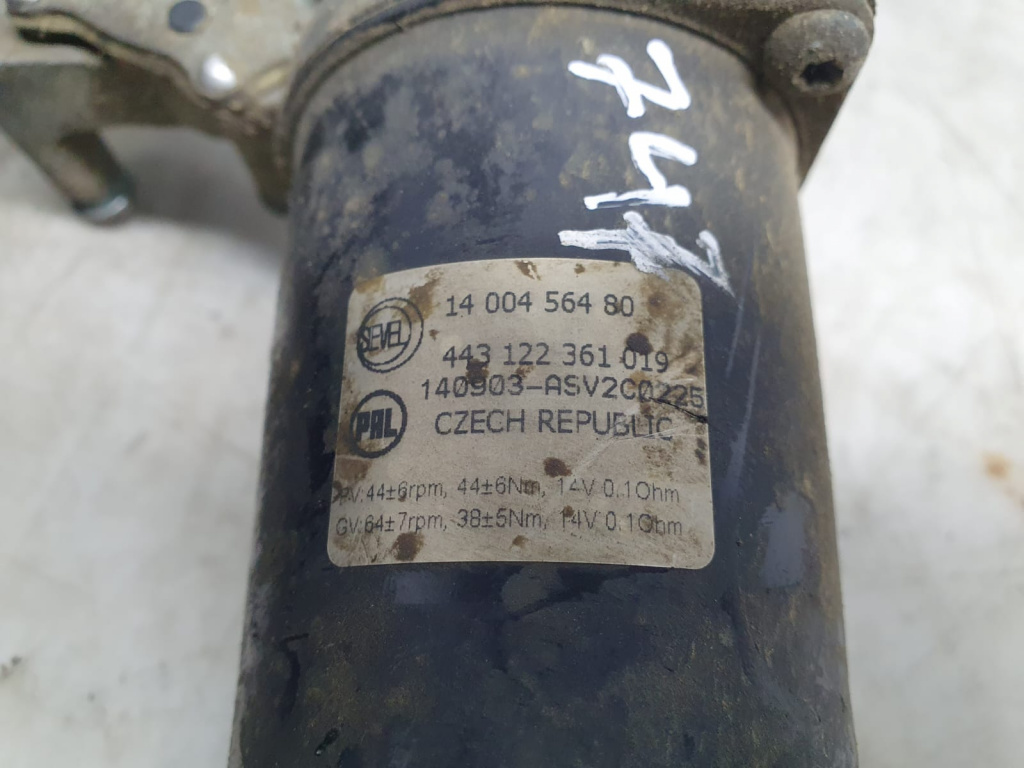 747
SEVEL
14 004 564 80
443 122 361 019
140903-ASV2C0225
PAL
CZECH REPUBLIC
PV:44±6rpm, 44±6Nm, 14V 0.1Ohm
GV:64±7rpm, 38±5Nm, 14V 0.1Ohm